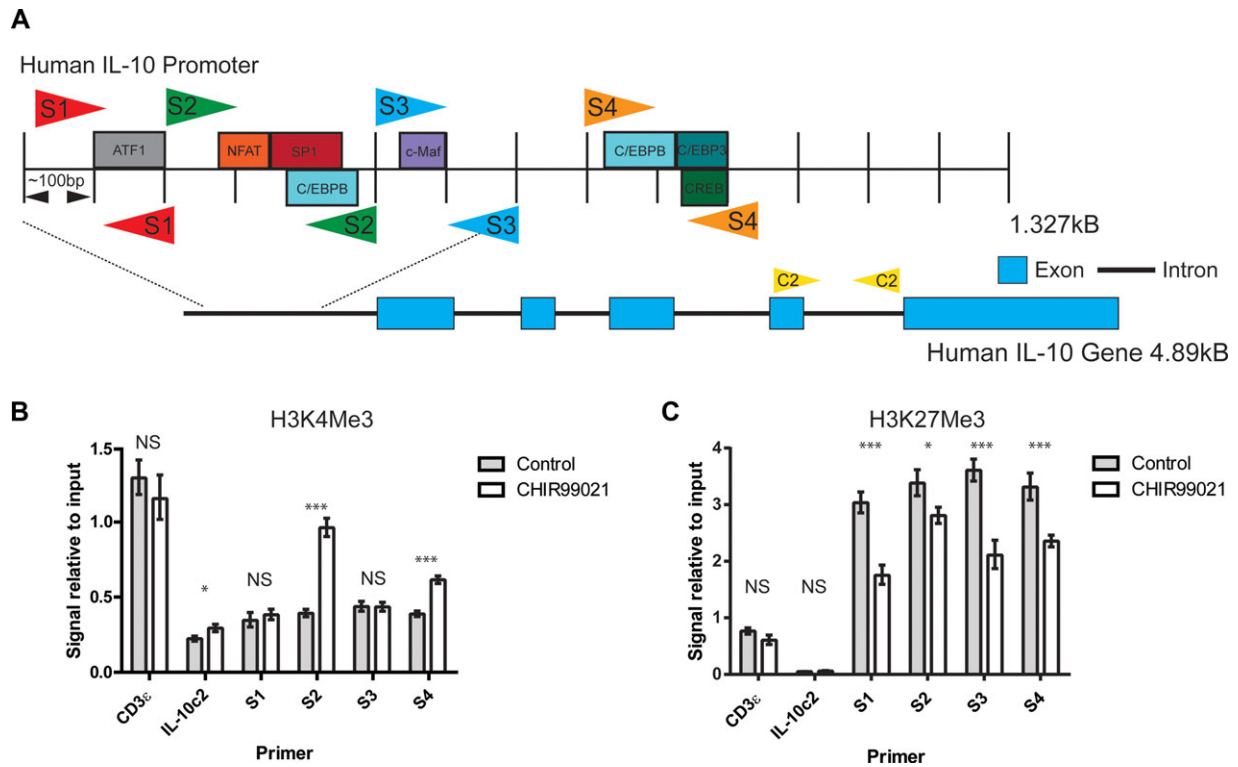 A
Human IL-10 Promoter
S1
S2
S3
S4
ATF1
NFAT
SP1
c-Maf
C/EBPB
C/EBP3
~100bp
C/EBPB
CREB
S1
S2
S3
S4
1.327kB
Exon
Intron
C2
C2
Human IL-10 Gene 4.89kB
B
H3K4Me3
Signal relative to input
1.5
1.0
0.5
0.0
NS
*
NS
***
NS
***
Control
CHIR99021
CD3ε
IL-10c2
S1
S2
S3
S4
Primer
C
H3K27Me3
Signal relative to input
4
3
2
1
0
NS
NS
***
*
***
***
Control
CHIR99021
CD3ε
IL-10c2
S1
S2
S3
S4
Primer